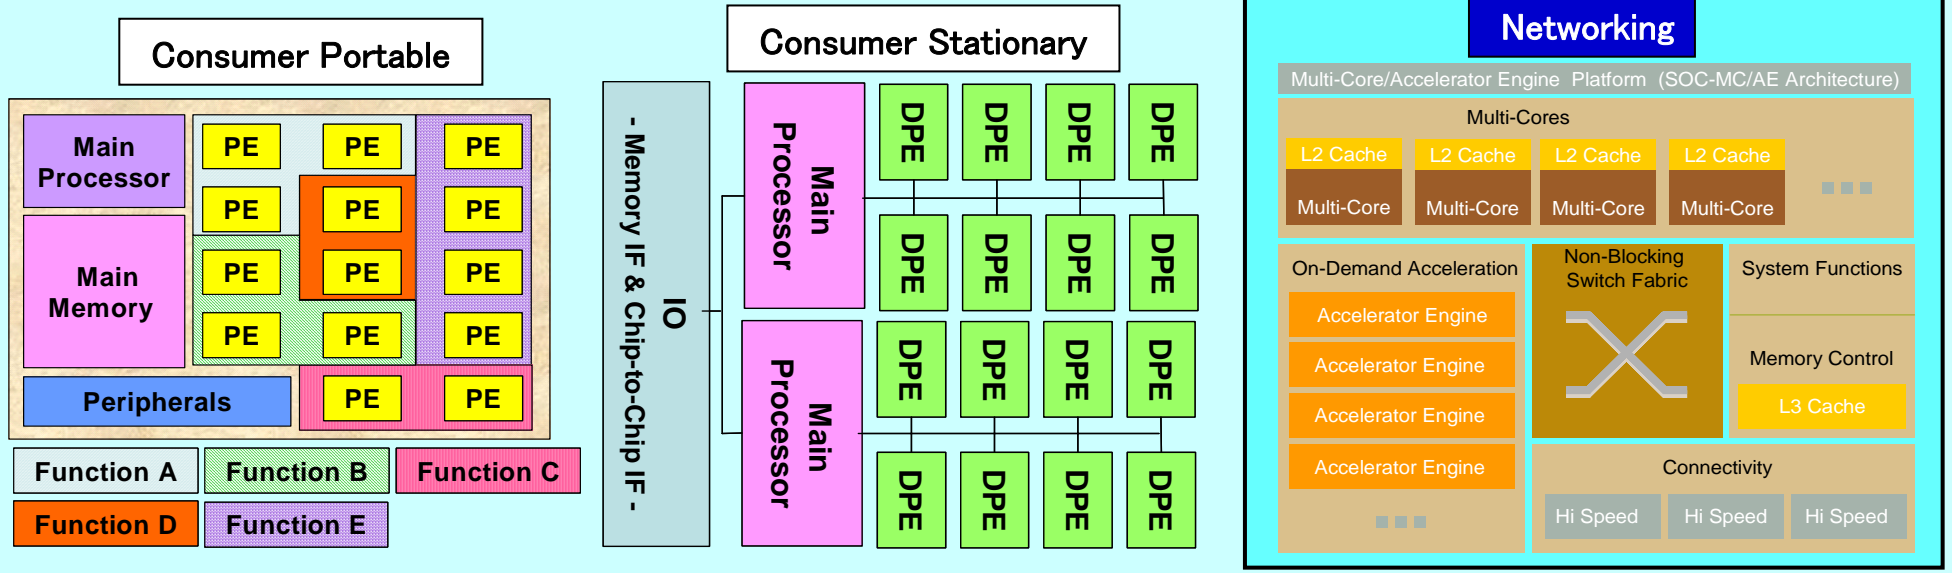 Consumer Portable
Main
Processor
Main
Memory
Peripherals
PE
PE
PE
PE
PE
PE
PE
PE
PE
PE
PE
PE
PE
PE
Function A
Function B
Function C
Function D
Function E
Consumer Stationary
IO
- Memory IF & Chip-to-Chip IF -
Main
Processor
DPE
DPE
DPE
DPE
DPE
DPE
DPE
DPE
Main
Processor
DPE
DPE
DPE
DPE
DPE
DPE
DPE
DPE
Networking
Multi-Core/Accelerator Engine Platform (SOC-MC/AE Architecture)
Multi-Cores
L2 Cache
L2 Cache
L2 Cache
L2 Cache
Multi-Core
Multi-Core
Multi-Core
Multi-Core
On-Demand Acceleration
Accelerator Engine
Accelerator Engine
Accelerator Engine
Accelerator Engine
Non-Blocking
Switch Fabric
System Functions
Memory Control
L3 Cache
Connectivity
Hi Speed
Hi Speed
Hi Speed